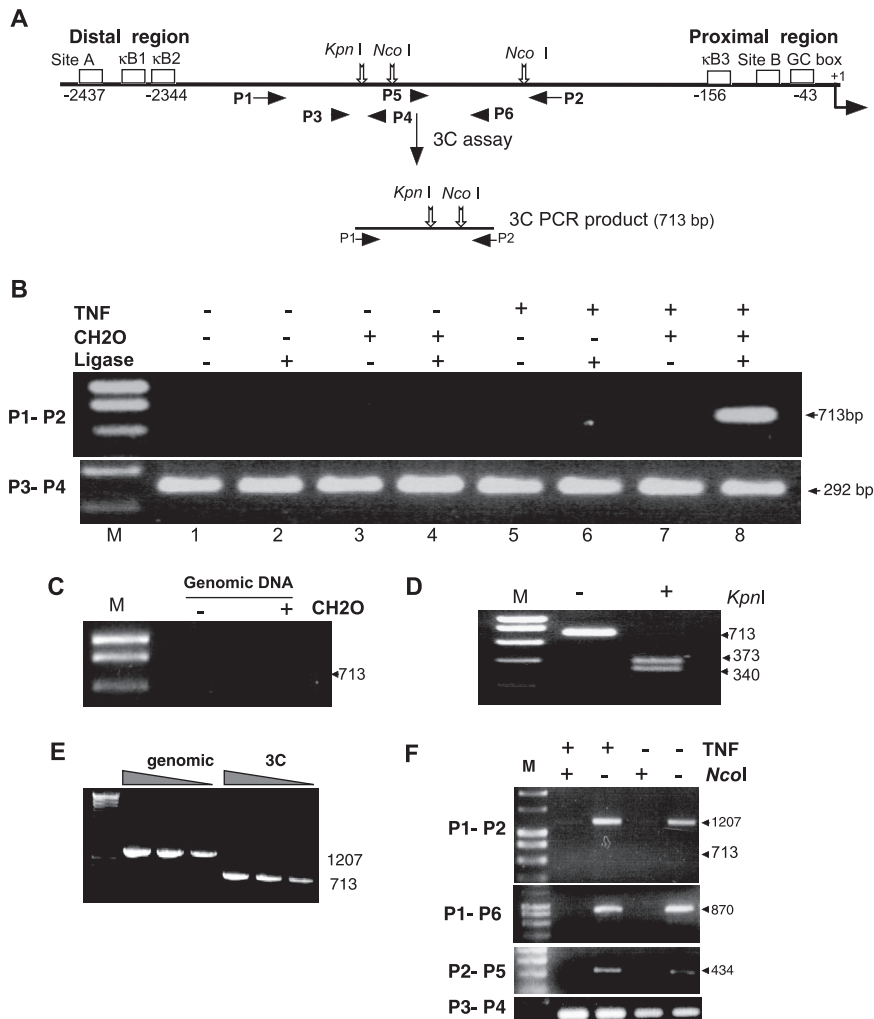 A
Distal region
Proximal region
Kpn I Nco I Nco I
Site A κB1 κB2 κB3 Site B GC box
+1
-2437 -2344 P1 P5 P2 -156 -43
P3 P4 P6
3C assay
Kpn I Nco I
3C PCR product (713 bp)
P1 P2
B
TNF - - - - + + + +
CH2O - - + + - - + +
Ligase - + - + - + - +
P1- P2 713bp
P3- P4 292 bp
M 1 2 3 4 5 6 7 8
C
Genomic DNA
M - + CH2O
713
D
M - + KpnI
713
373
340
E
genomic 3C
1207
713
F
+ + - - TNF
M + - + - NcoI
P1- P2 1207
713
P1- P6 870
P2- P5 434
P3- P4